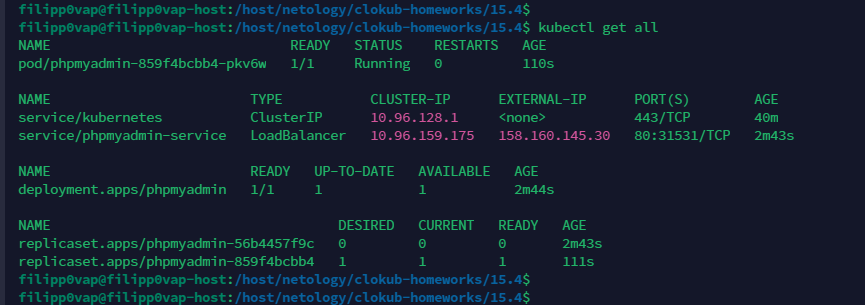 filipp0vap@filipp0vap-host:/host/netology/clokub-homeworks/15.4$
filipp0vap@filipp0vap-host:/host/netology/clokub-homeworks/15.4$ kubectl get all
NAME                             READY   STATUS    RESTARTS   AGE
pod/phpmyadmin-859f4bcbb4-pkv6w   1/1     Running   0          110s

NAME                         TYPE           CLUSTER-IP      EXTERNAL-IP      PORT(S)        AGE
service/kubernetes           ClusterIP      10.96.128.1     <none>           443/TCP        40m
service/phpmyadmin-service   LoadBalancer   10.96.159.175   158.160.145.30   80:31531/TCP   2m43s

NAME                         READY   UP-TO-DATE   AVAILABLE   AGE
deployment.apps/phpmyadmin   1/1     1            1           2m44s

NAME                                    DESIRED   CURRENT   READY   AGE
replicaset.apps/phpmyadmin-56b4457f9c   0         0         0       2m43s
replicaset.apps/phpmyadmin-859f4bcbb4   1         1         1       111s
filipp0vap@filipp0vap-host:/host/netology/clokub-homeworks/15.4$
filipp0vap@filipp0vap-host:/host/netology/clokub-homeworks/15.4$